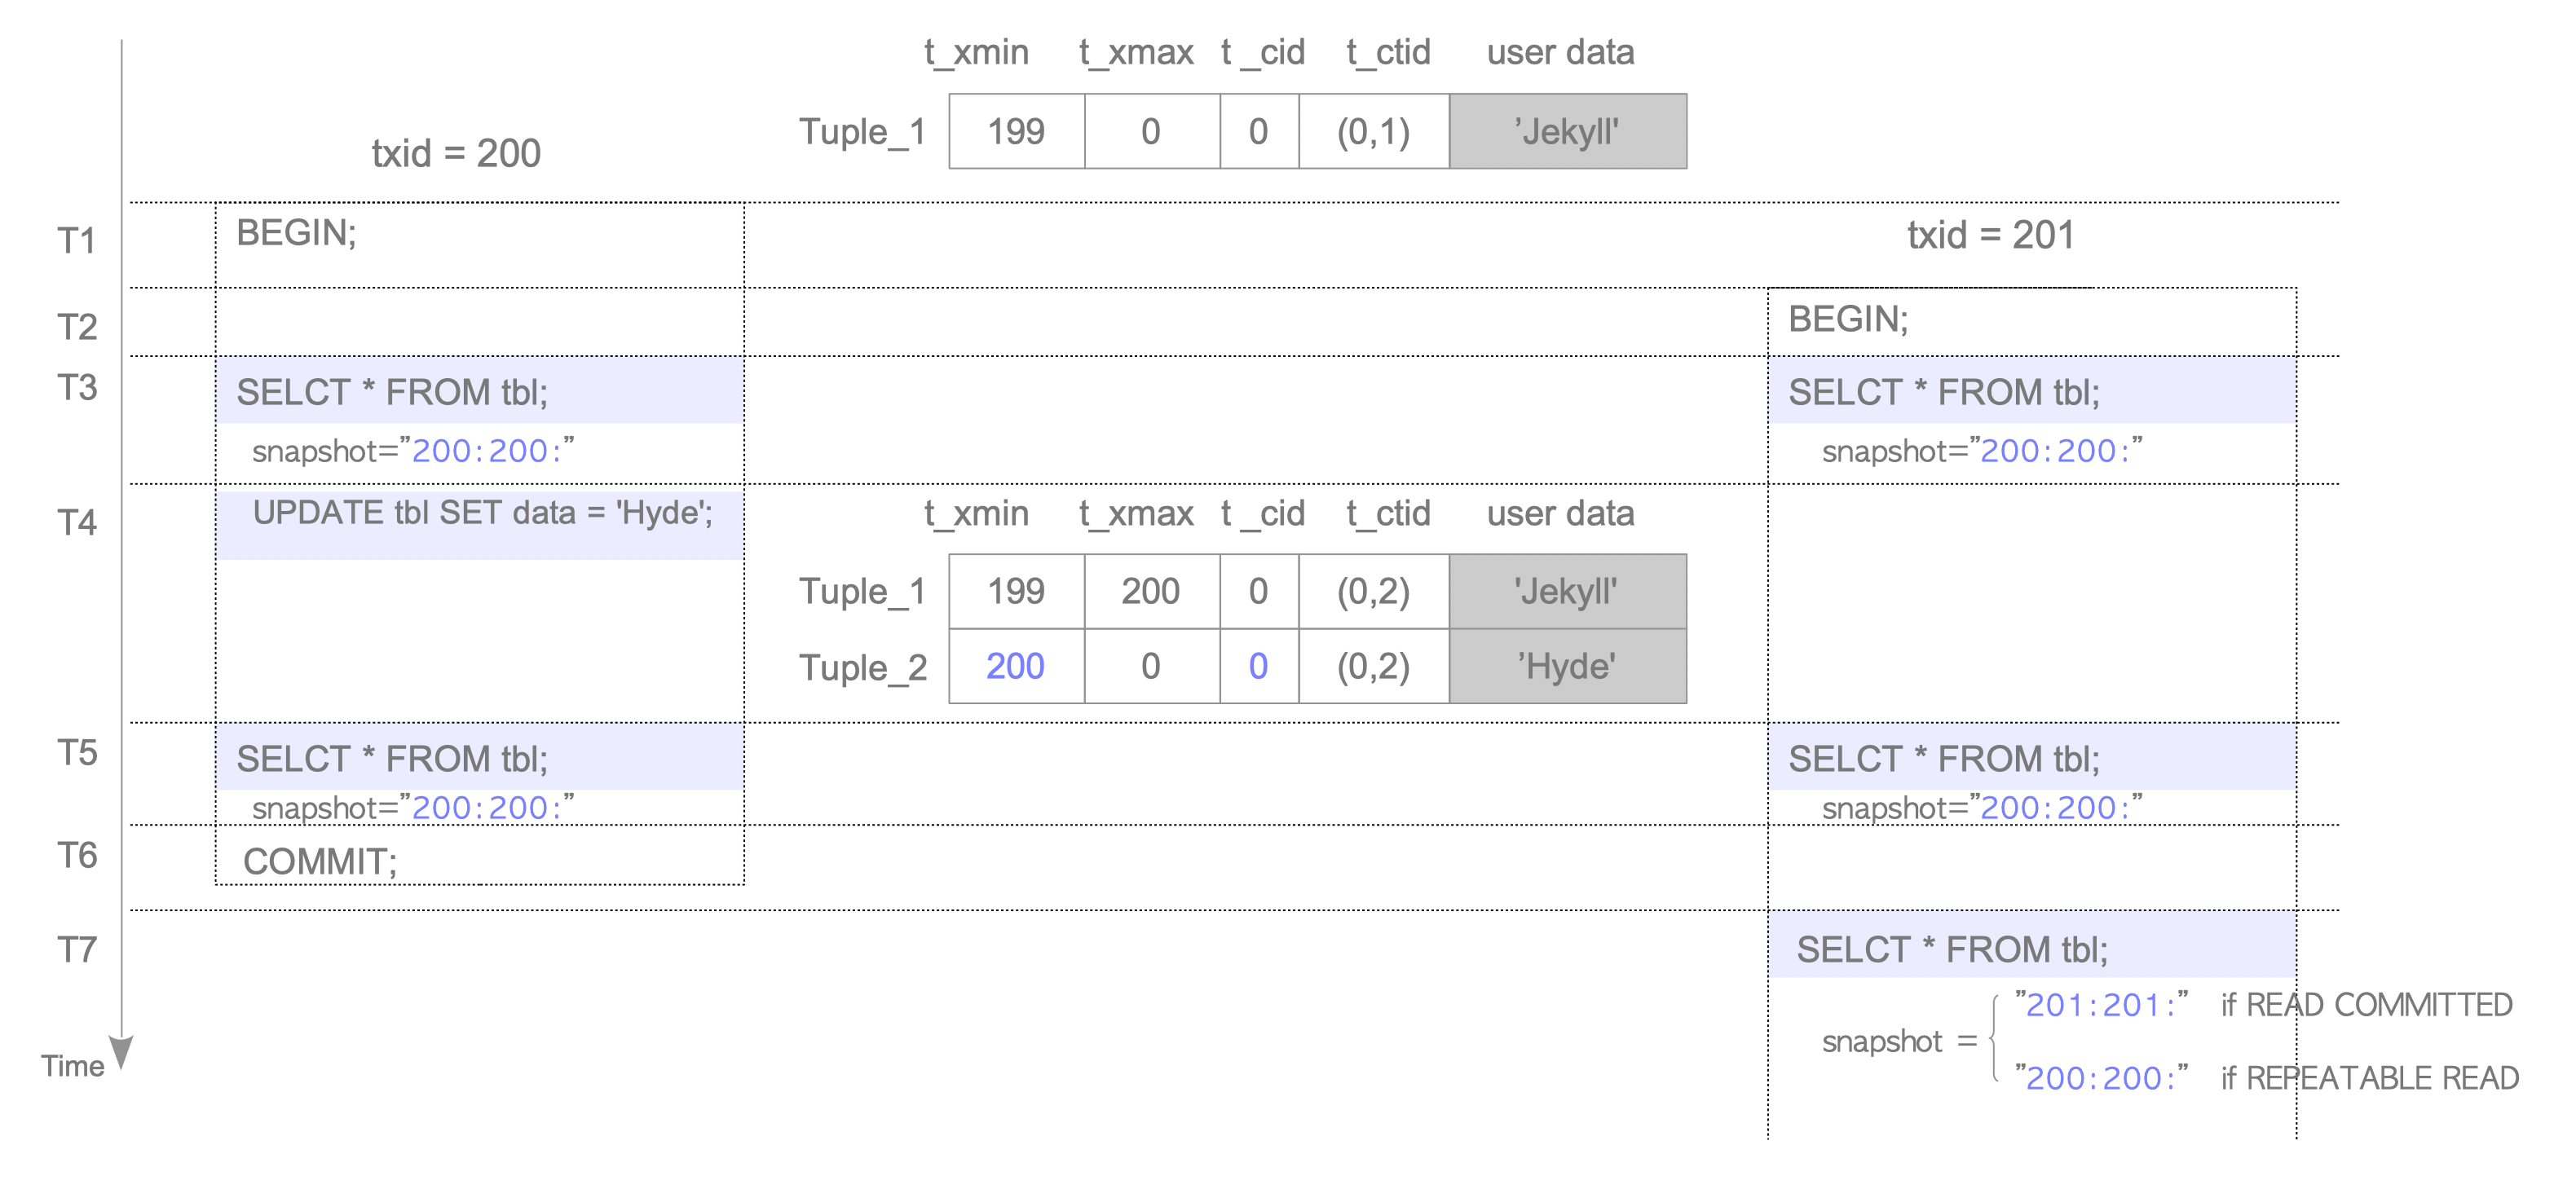 t_xmin t_xmax t _cid t_ctid user data
Tuple_1 199 0 0 (0,1) ’Jekyll'
txid = 200
T1 BEGIN; txid = 201
T2 BEGIN;
T3 SELCT * FROM tbl; SELCT * FROM tbl;
snapshot=”200:200:” snapshot=”200:200:”
T4 UPDATE tbl SET data = 'Hyde'; t_xmin t_xmax t _cid t_ctid user data
Tuple_1 199 200 0 (0,2) 'Jekyll'
Tuple_2 200 0 0 (0,2) ’Hyde'
T5 SELCT * FROM tbl; SELCT * FROM tbl;
snapshot=”200:200:” snapshot=”200:200:”
T6 COMMIT;
T7 SELCT * FROM tbl;
”201:201:” if READ COMMITTED
snapshot =
Time
”200:200:” if REPEATABLE READ